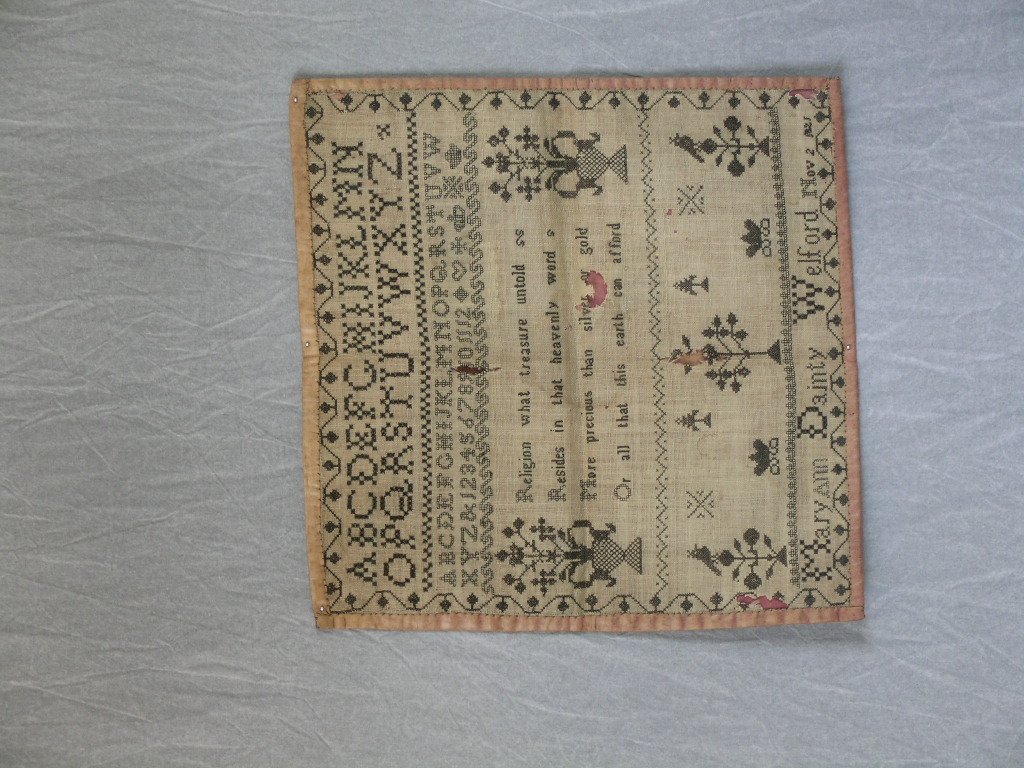 ABCDEFGHIJKLMN
OPQRSTUVWXYZ
ABCDEFGHIJKLMNOPQRSTUVW
XYZ&123456789101112
Religion what treasure untold
Resides in that heavenly word
More precious than silver or gold
Or all that this earth can afford
Mary Ann Dainty Welford Nov 2